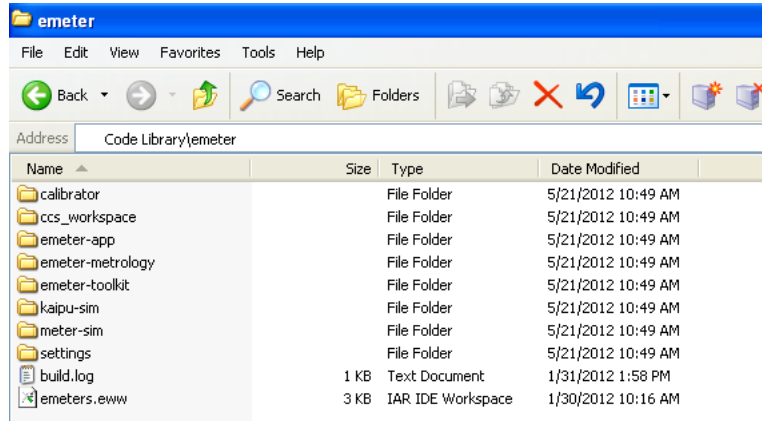 emeter
File Edit View Favorites Tools Help
Back Search Folders
Address Code Library\emeter
Name Size Type Date Modified
calibrator File Folder 5/21/2012 10:49 AM
ccs_workspace File Folder 5/21/2012 10:49 AM
emeter-app File Folder 5/21/2012 10:49 AM
emeter-metrology File Folder 5/21/2012 10:49 AM
emeter-toolkit File Folder 5/21/2012 10:49 AM
kaipu-sim File Folder 5/21/2012 10:49 AM
meter-sim File Folder 5/21/2012 10:49 AM
settings File Folder 5/21/2012 10:49 AM
build.log 1 KB Text Document 1/31/2012 1:58 PM
emeters.eww 3 KB IAR IDE Workspace 1/30/2012 10:16 AM